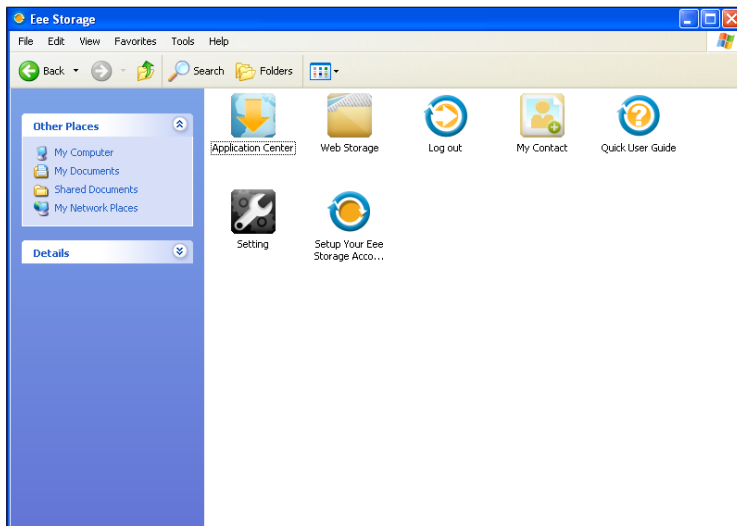 Eee Storage
File Edit View Favorites Tools Help
Back Search Folders
Other Places
My Computer
My Documents
Shared Documents
My Network Places
Details
Application Center Web Storage Log out My Contact Quick User Guide
Setting Setup Your Eee
Storage Acco...